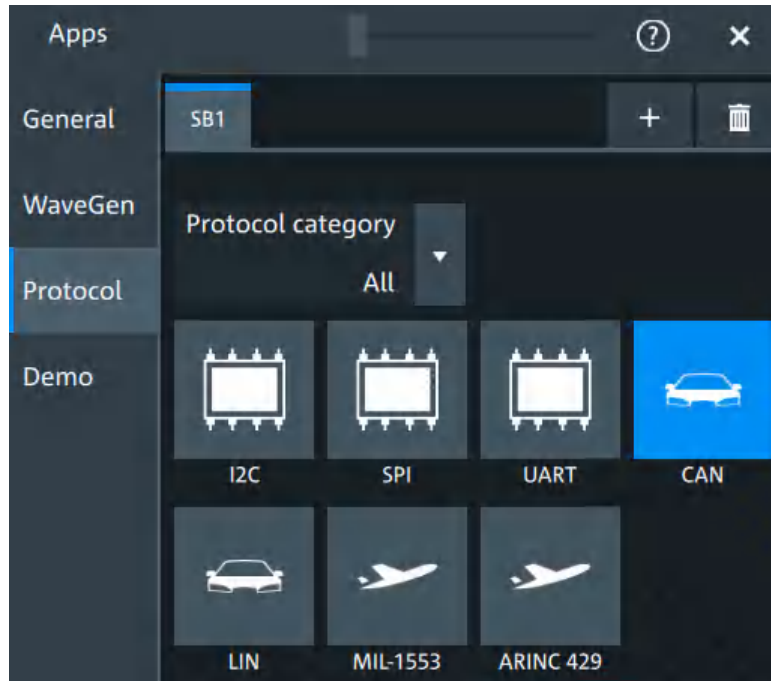 Apps
?
General
SB1
+
WaveGen
Protocol category
All
Protocol
Demo
I2C
SPI
UART
CAN
LIN
MIL-1553
ARINC 429